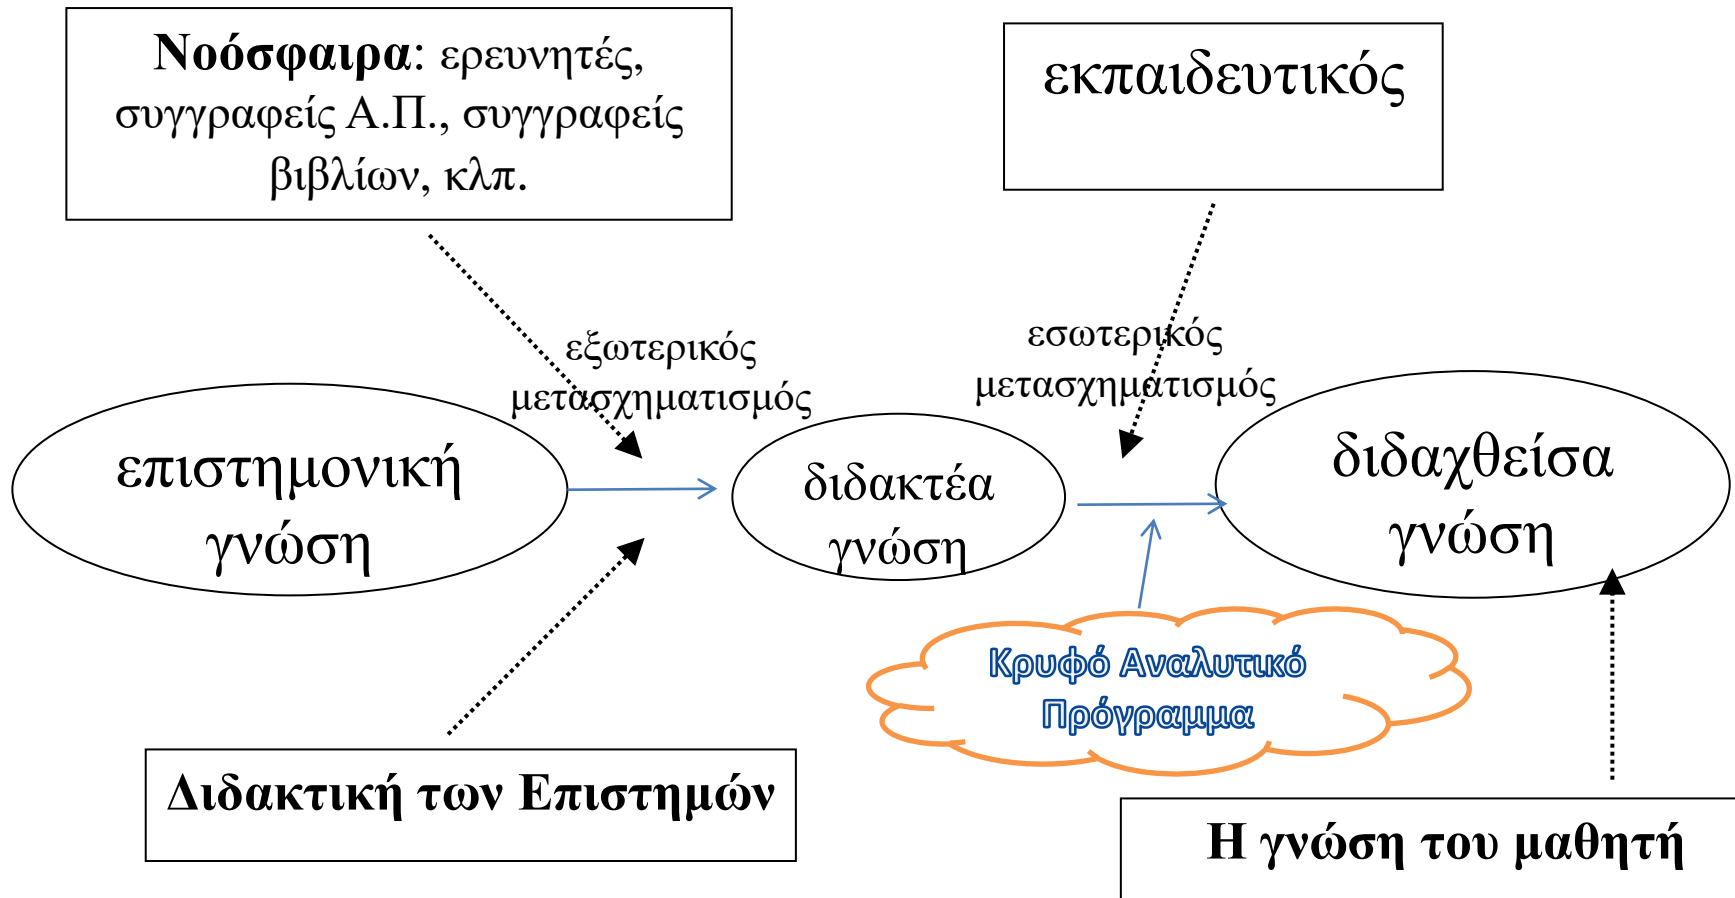 Νοόσφαιρα: ερευνητές,
συγγραφείς Α.Π., συγγραφείς
βιβλίων, κλπ.
εκπαιδευτικός
εξωτερικός
μετασχηματισμός
εσωτερικός
μετασχηματισμός
επιστημονική
γνώση
διδακτέα
γνώση
διδαχθείσα
γνώση
Κρυφό Αναλυτικό
Πρόγραμμα
Διδακτική των Επιστημών
Η γνώση του μαθητή